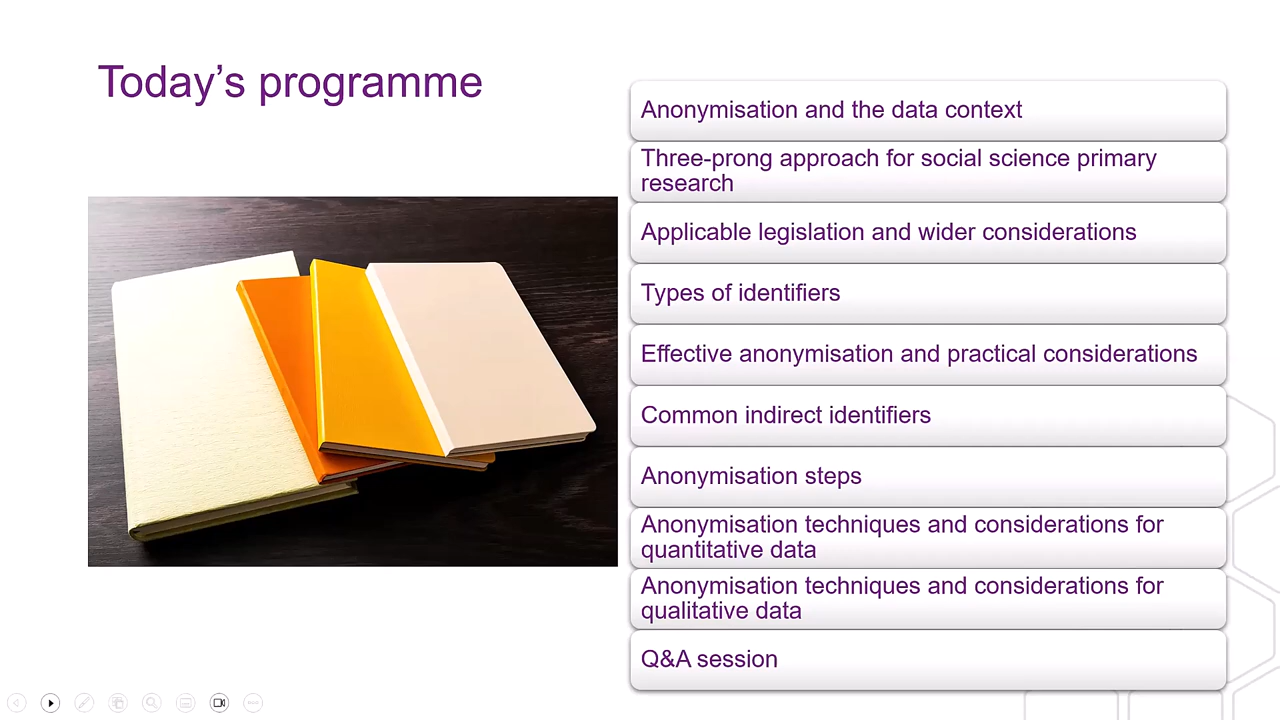 Today’s programme
Anonymisation and the data context
Three-prong approach for social science primary
research
Applicable legislation and wider considerations
Types of identifiers
Effective anonymisation and practical considerations
Common indirect identifiers
Anonymisation steps
Anonymisation techniques and considerations for
quantitative data
Anonymisation techniques and considerations for
qualitative data
Q&A session